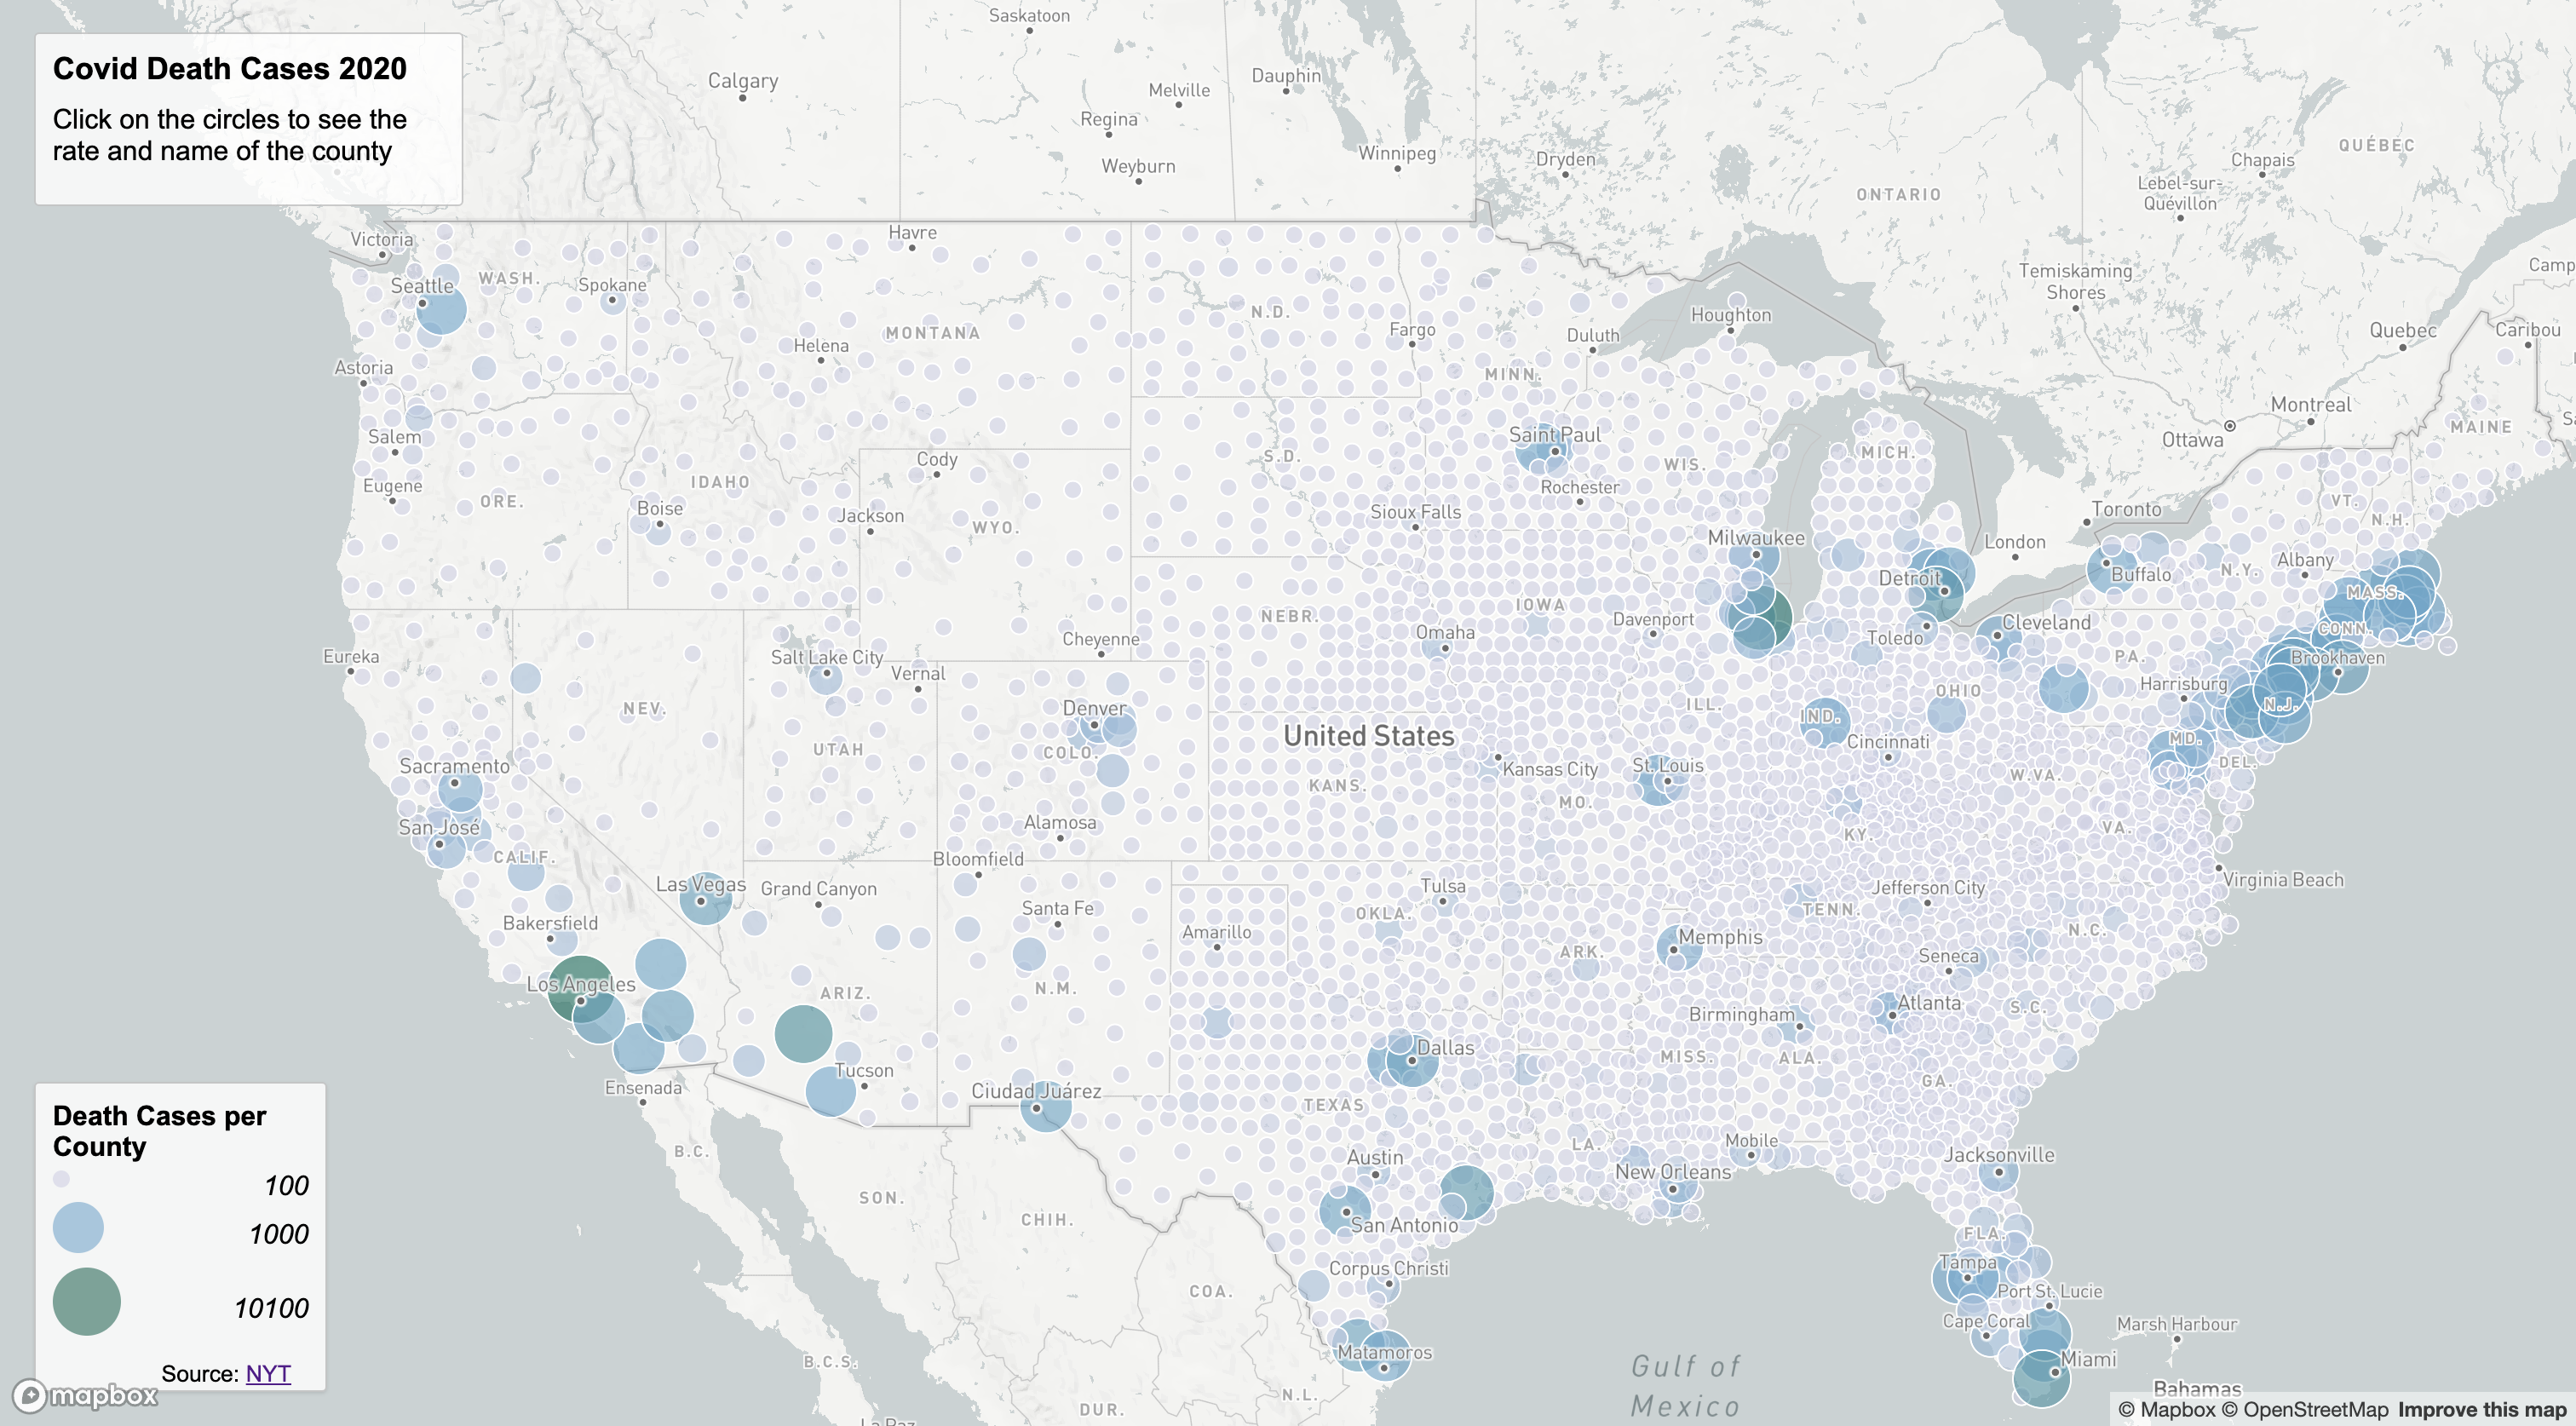 Covid Death Cases 2020
Click on the circles to see the
rate and name of the county
Saskatoon
Calgary
Dauphin
Melville
Regina
Winnipeg
Weyburn
Dryden
Chapais
QUÉBEC
Lebel-sur-
Quévillon
ONTARIO
Victoria
Havre
Seattle
WASH.
Spokane
Temiskaming
Shores
Camp
N.D.
Houghton
MONTANA
Fargo
Duluth
Quebec
Caribou
Helena
Astoria
MINN.
Montreal
Ottawa
MAINE
Salem
Saint Paul
MICH.
Cody
S.D.
WIS.
Eugene
IDAHO
Rochester
ORE.
Boise
Jackson
WYO.
Sioux Falls
VT.
Toronto
N.H.
Milwaukee
London
Albany
Detroit
Buffalo
N.Y.
MASS.
NEBR.
IOWA
Davenport
Omaha
Cheyenne
Toledo
Cleveland
CONN.
Eureka
Salt Lake City
Vernal
PA.
Brookhaven
Harrisburg
NEV.
Denver
OHIO
ILL.
IND.
N.J.
United States
UTAH
COLO.
Cincinnati
MD.
Sacramento
Kansas City
St. Louis
DEL.
KANS.
W.VA.
MO.
San José
Alamosa
KY.
VA.
CALIF.
Bloomfield
Las Vegas
Grand Canyon
Tulsa
Jefferson City
Virginia Beach
Santa Fe
OKLA.
TENN.
Bakersfield
Amarillo
Memphis
N.C.
ARK.
Seneca
Los Angeles
ARIZ.
N.M.
Atlanta
S.C.
Birmingham
Dallas
MISS.
ALA.
Tucson
GA.
Ensenada
Ciudad Juárez
TEXAS
Death Cases per
County
B.C.
LA.
Mobile
Austin
Jacksonville
New Orleans
100
SON.
CHIH.
San Antonio
1000
FLA.
Tampa
Corpus Christi
COA.
Port St. Lucie
10100
Cape Coral
Marsh Harbour
Matamoros
Miami
B.C.S.
Gulf of
Mexico
Source: NYT
mapbox
N.L.
Bahamas
DUR.
La Paz
© Mapbox © OpenStreetMap Improve this map